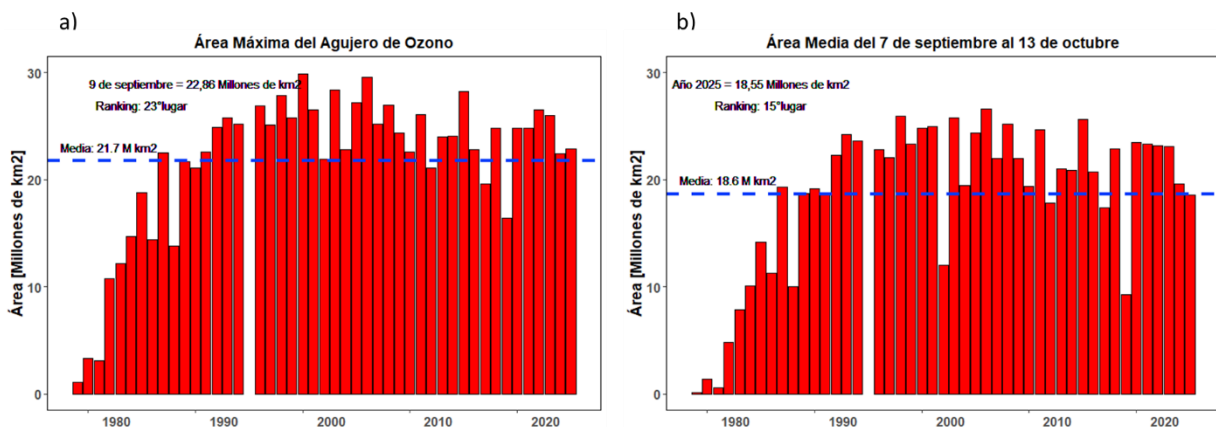 a)
Área Máxima del Agujero de Ozono
9 de septiembre = 22,86 Millones de km2
Ranking: 23°lugar
Media: 21.7 M km2
Área [Millones de km2]
30
20
10
0
1980 1990 2000 2010 2020
b)
Área Media del 7 de septiembre al 13 de octubre
Año 2025 = 18,55 Millones de km2
Ranking: 15°lugar
Media: 18.6 M km2
Área [Millones de km2]
30
20
10
0
1980 1990 2000 2010 2020